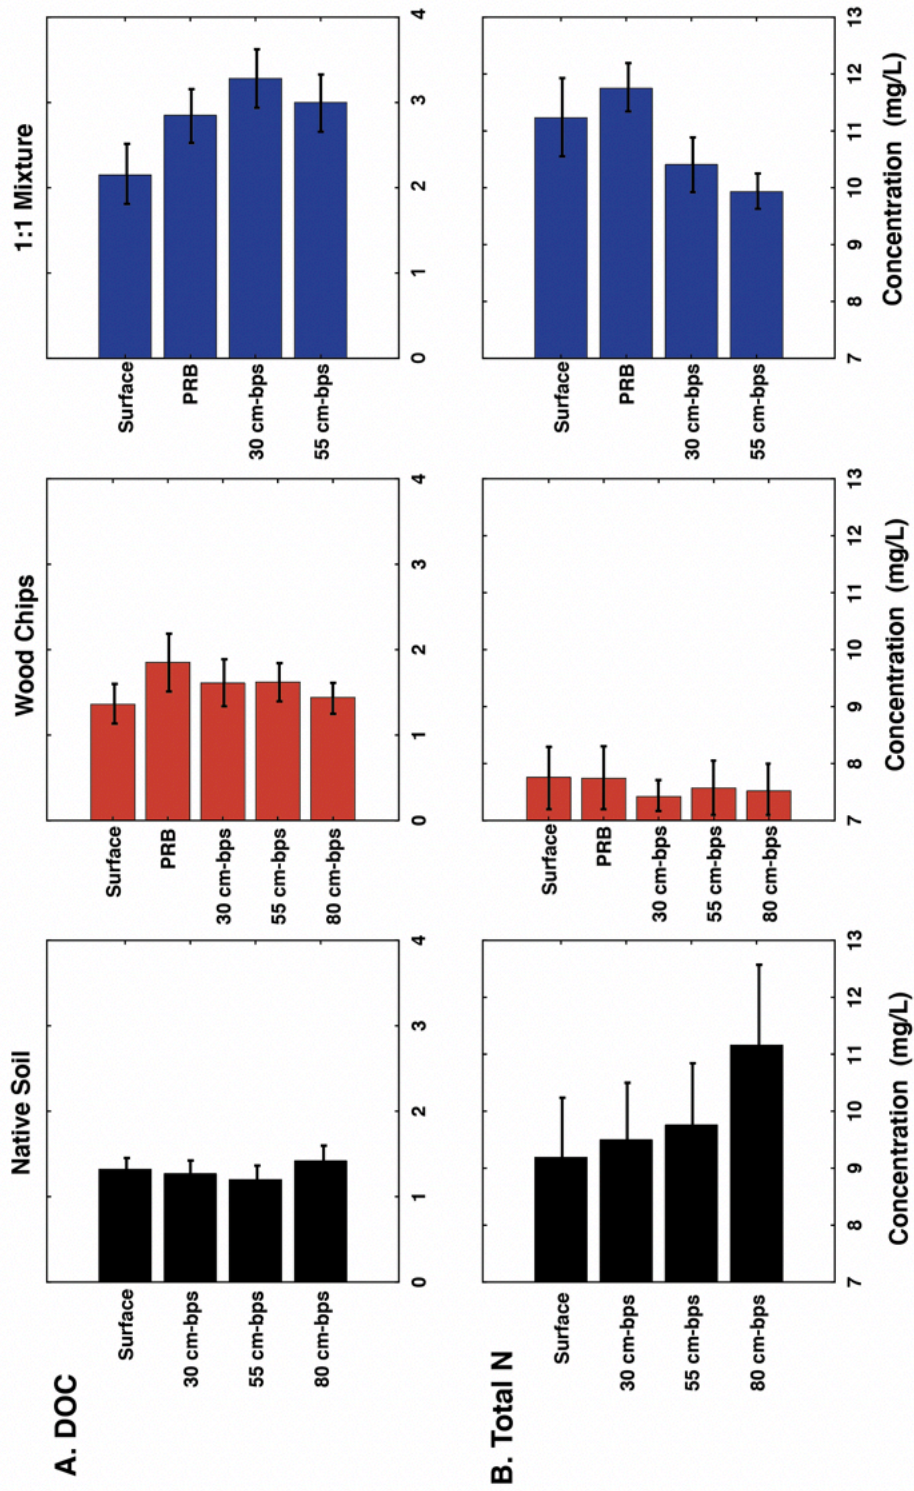 Native Soil
Wood Chips
1:1 Mixture
A. DOC
Surface
30 cm-bps
55 cm-bps
80 cm-bps
0 1 2 3 4
Surface
PRB
30 cm-bps
55 cm-bps
80 cm-bps
0 1 2 3 4
Surface
PRB
30 cm-bps
55 cm-bps
0 1 2 3 4
B. Total N
Surface
30 cm-bps
55 cm-bps
80 cm-bps
7 8 9 10 11 12 13
Concentration (mg/L)
Surface
PRB
30 cm-bps
55 cm-bps
80 cm-bps
7 8 9 10 11 12 13
Concentration (mg/L)
Surface
PRB
30 cm-bps
55 cm-bps
7 8 9 10 11 12 13
Concentration (mg/L)